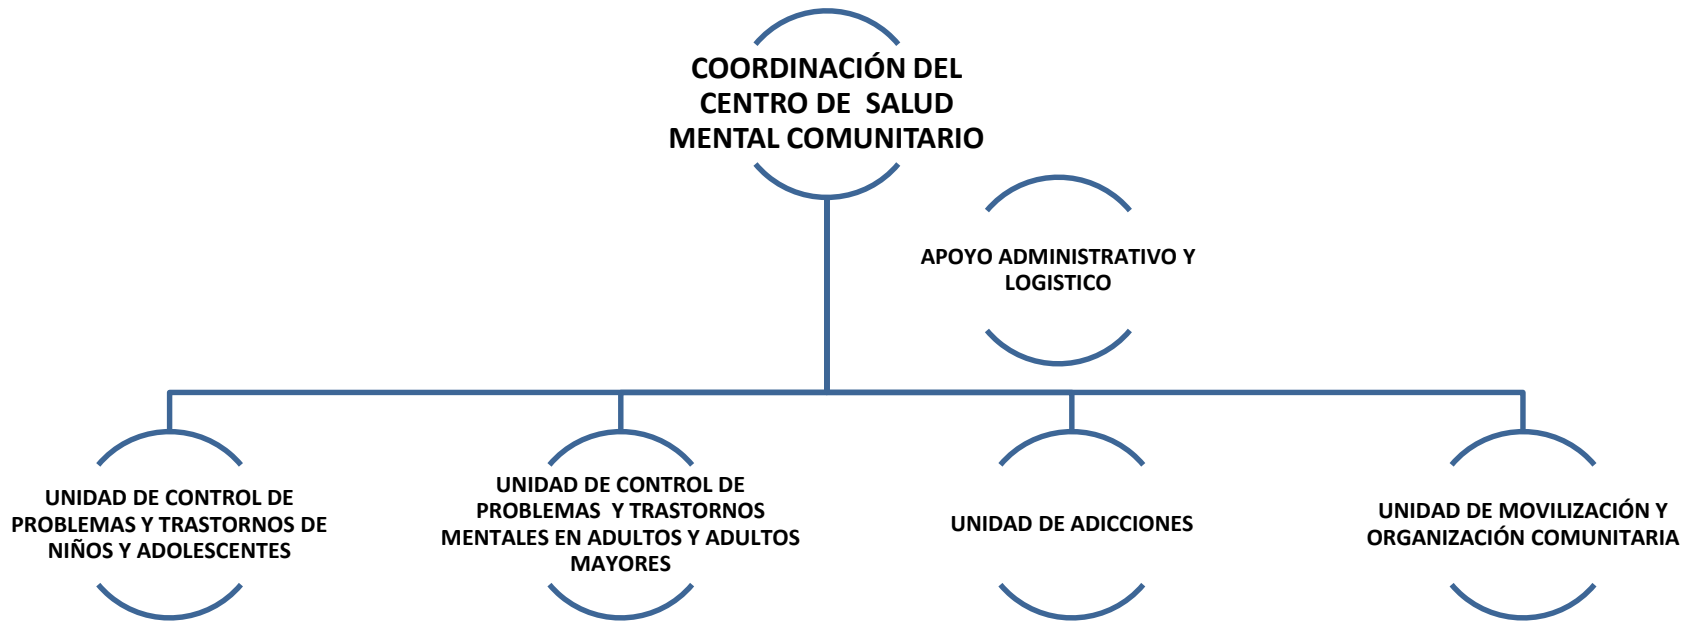 COORDINACIÓN DEL
CENTRO DE SALUD
MENTAL COMUNITARIO
APOYO ADMINISTRATIVO Y
LOGISTICO
UNIDAD DE CONTROL DE
PROBLEMAS Y TRASTORNOS DE
NIÑOS Y ADOLESCENTES
UNIDAD DE CONTROL DE
PROBLEMAS Y TRASTORNOS
MENTALES EN ADULTOS Y ADULTOS
MAYORES
UNIDAD DE ADICCIONES
UNIDAD DE MOVILIZACIÓN Y
ORGANIZACIÓN COMUNITARIA